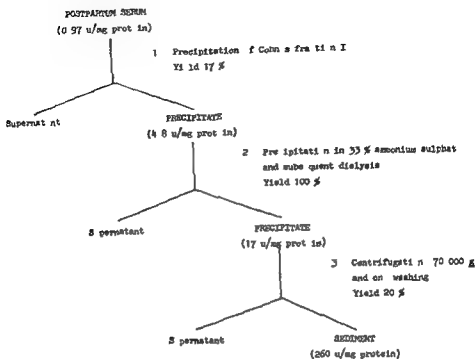 POSTPARTUM SERUM
(0 97 u/mg prot in)
1 Precipitation f Cohn s fra ti n I
Yi ld 17 %
Supernat nt
PRECIPITATE
(4 8 u/mg prot in)
2 Pre ipitati n in 33 % ammonium sulphat
and subs quent dialysis
Yield 100 %
S pernatant
PRECIPITATE
(17 u/mg prot in)
3 Centrifugati n 70 000 g
and on washing
Yield 20 %
S pernatant
SEDIMENT
(260 u/mg protein)